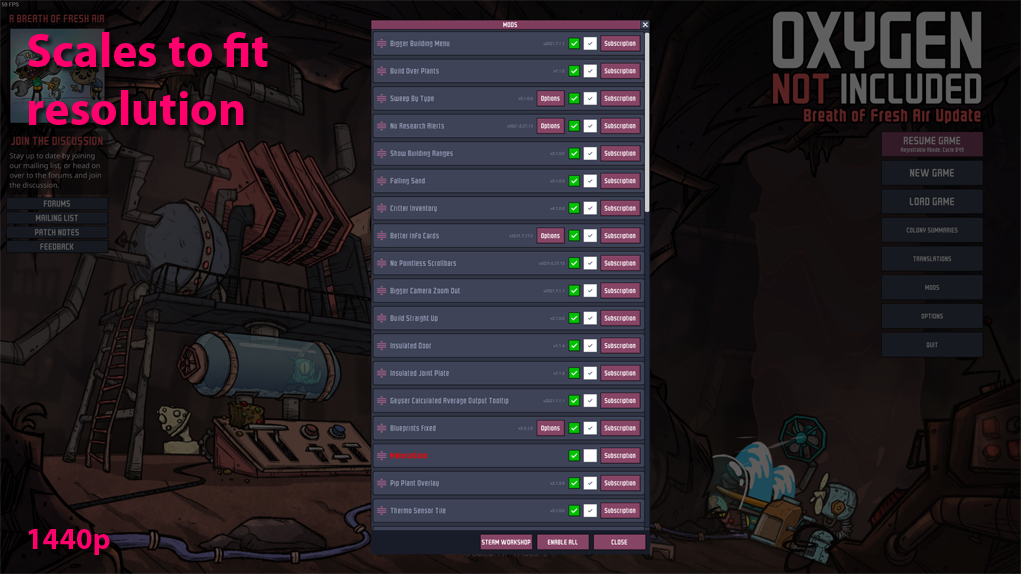 59 FPS
A BREATH OF FRESH AIR
Scales to fit
resolution
JOIN THE DISCUSSION
Stay up to date by joining
our mailing list, or head on
over to the forums and join
the discussion.
FORUMS
MAILING LIST
PATCH NOTES
FEEDBACK
1440p
MODS
Bigger Building Menu Subscription
Build Over Plants Subscription
Sweep By Type Options Subscription
No Research Alerts Options Subscription
Show Building Ranges Subscription
Falling Sand Subscription
Critter Inventory Subscription
Better Info Cards Options Subscription
No Pointless Scrollbars Subscription
Bigger Camera Zoom Out Subscription
Build Straight Up Subscription
Insulated Door Subscription
Insulated Joint Plate Subscription
Geyser Calculated Average Output Tooltip Subscription
Blueprints Fixed Options Subscription
Subscription
Pip Plant Overlay Subscription
Thermo Sensor Tile Subscription
STEAM WORKSHOP ENABLE ALL CLOSE
OXYGEN
NOT INCLUDED
Breath of Fresh Air Update
RESUME GAME
NEW GAME
LOAD GAME
COLONY SUMMARIES
TRANSLATIONS
MODS
OPTIONS
QUIT